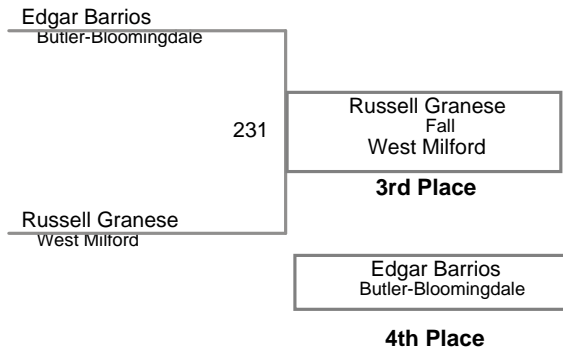 Edgar Barrios
Butler-Bloomingdale
231
Russell Granese
Fall
West Milford
3rd Place
Russell Granese
West Milford
Edgar Barrios
Butler-Bloomingdale
4th Place